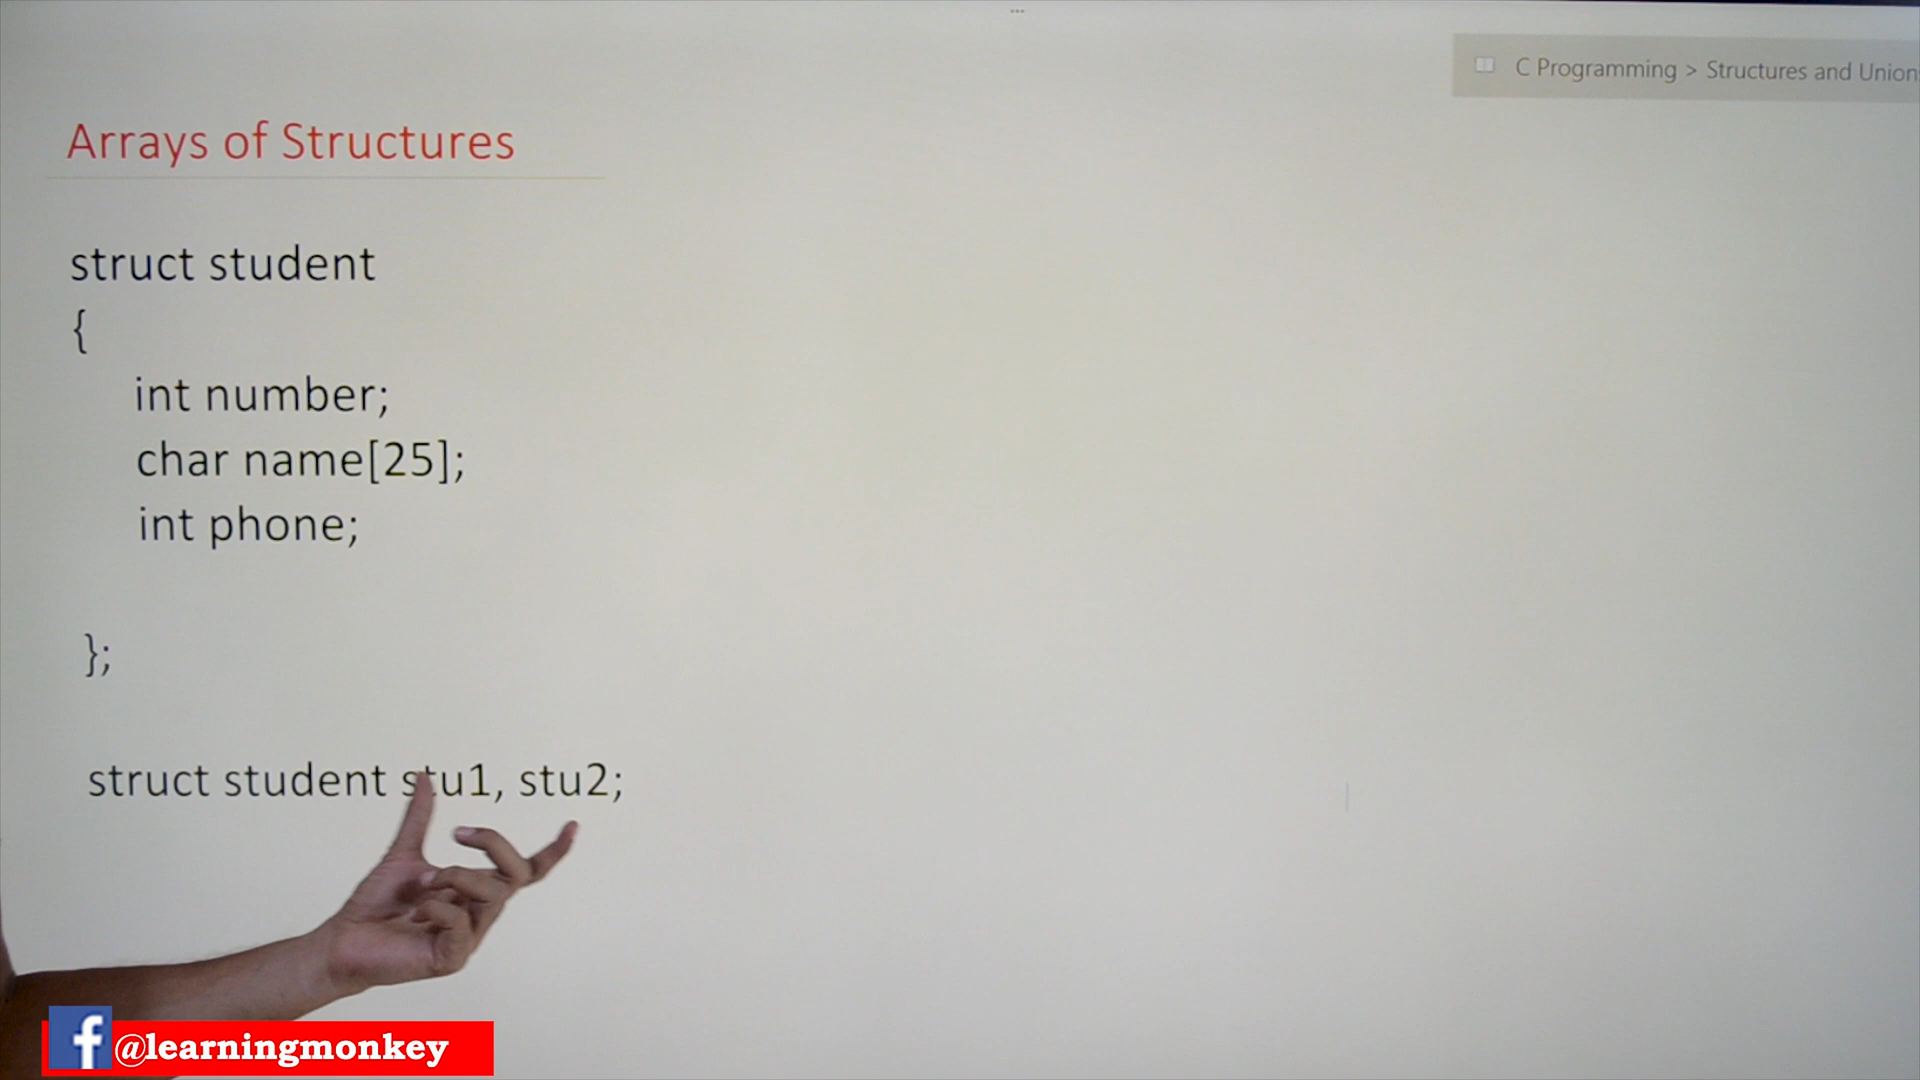 C Programming > Structures and Union
Arrays of Structures
struct student
{
int number;
char name[25];
int phone;
};
struct student stu1, stu2;
f @learningmonkey